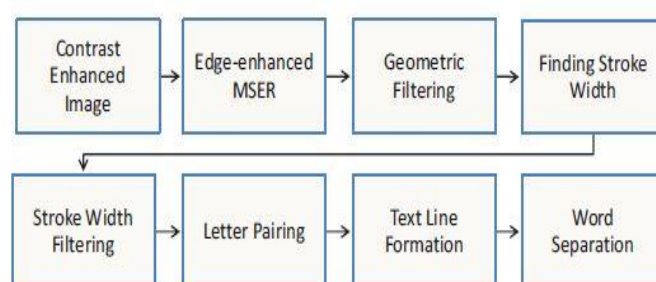 Contrast
Enhanced
Image
Edge-enhanced
MSER
Geometric
Filtering
Finding Stroke
Width
Stroke Width
Filtering
Letter Pairing
Text Line
Formation
Word
Separation